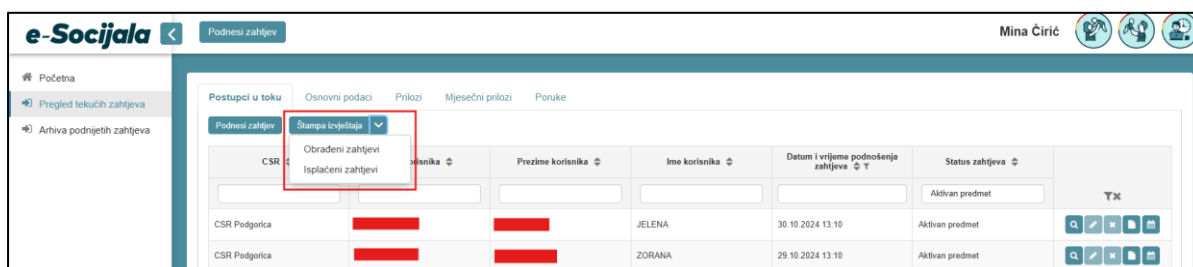 e-Socijala
Podnesi zahtjev
Mina Ćirić
Početna
Pregled tekućih zahtjeva
Arhiva podnijetih zahtjeva
Postupci u toku Osnovni podaci Prilozi Mjesečni prilozi Poruke
Podnesi zahtjev Štampa izvještaja
Obrađeni zahtjevi
Isplaćeni zahtjevi
CSR Prezime korisnika Ime korisnika Datum i vrijeme podnošenja zahtjeva Status zahtjeva
Aktivan predmet
CSR Podgorica JELENA 30.10.2024 13:10 Aktivan predmet
CSR Podgorica ZORANA 29.10.2024 13:10 Aktivan predmet